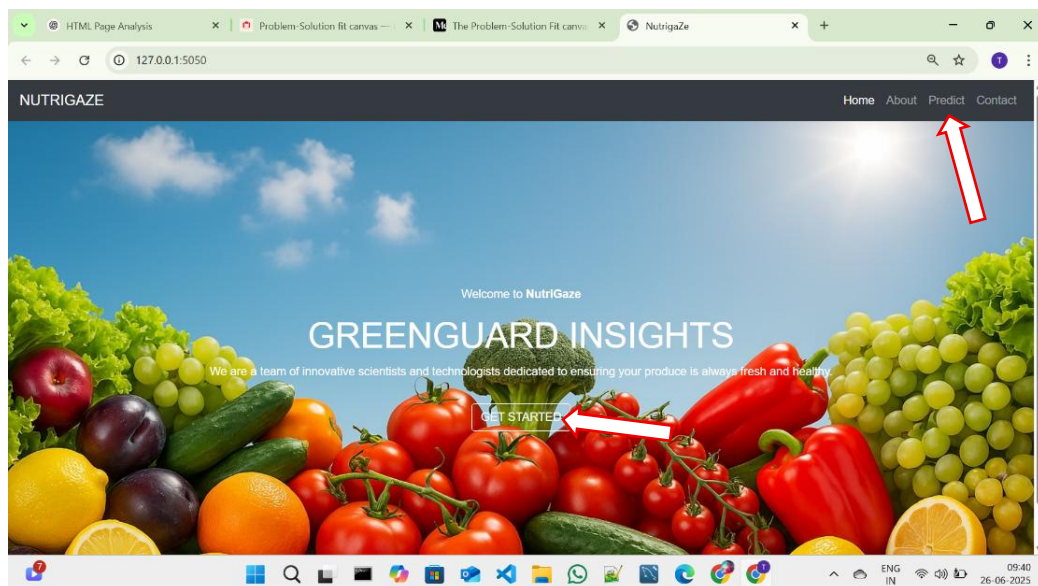 HTML Page Analysis
Problem-Solution fit canvas —
The Problem-Solution Fit canva
NutrigaZe
127.0.0.1:5050
T
NUTRIGAZE
Home About Predict Contact
Welcome to NutriGaze
GREENGUARD INSIGHTS
We are a team of innovative scientists and technologists dedicated to ensuring your produce is always fresh and healthy.
GET STARTED
7
ENG
IN
09:40
26-06-2025